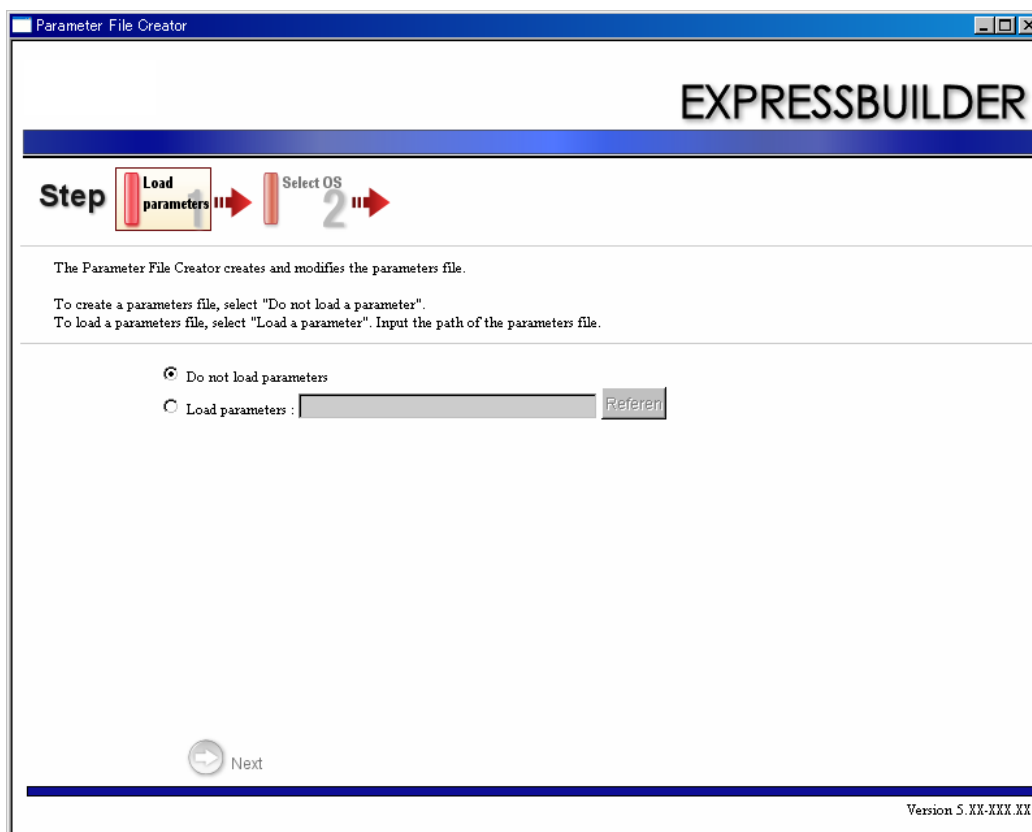 Parameter File Creator
EXPRESSBUILDER
Step
Load
parameters
1
Select OS
2
The Parameter File Creator creates and modifies the parameters file.
To create a parameters file, select "Do not load a parameter".
To load a parameters file, select "Load a parameter". Input the path of the parameters file.
Do not load parameters
Load parameters : Referen
Next
Version 5.XX-XXX.XX